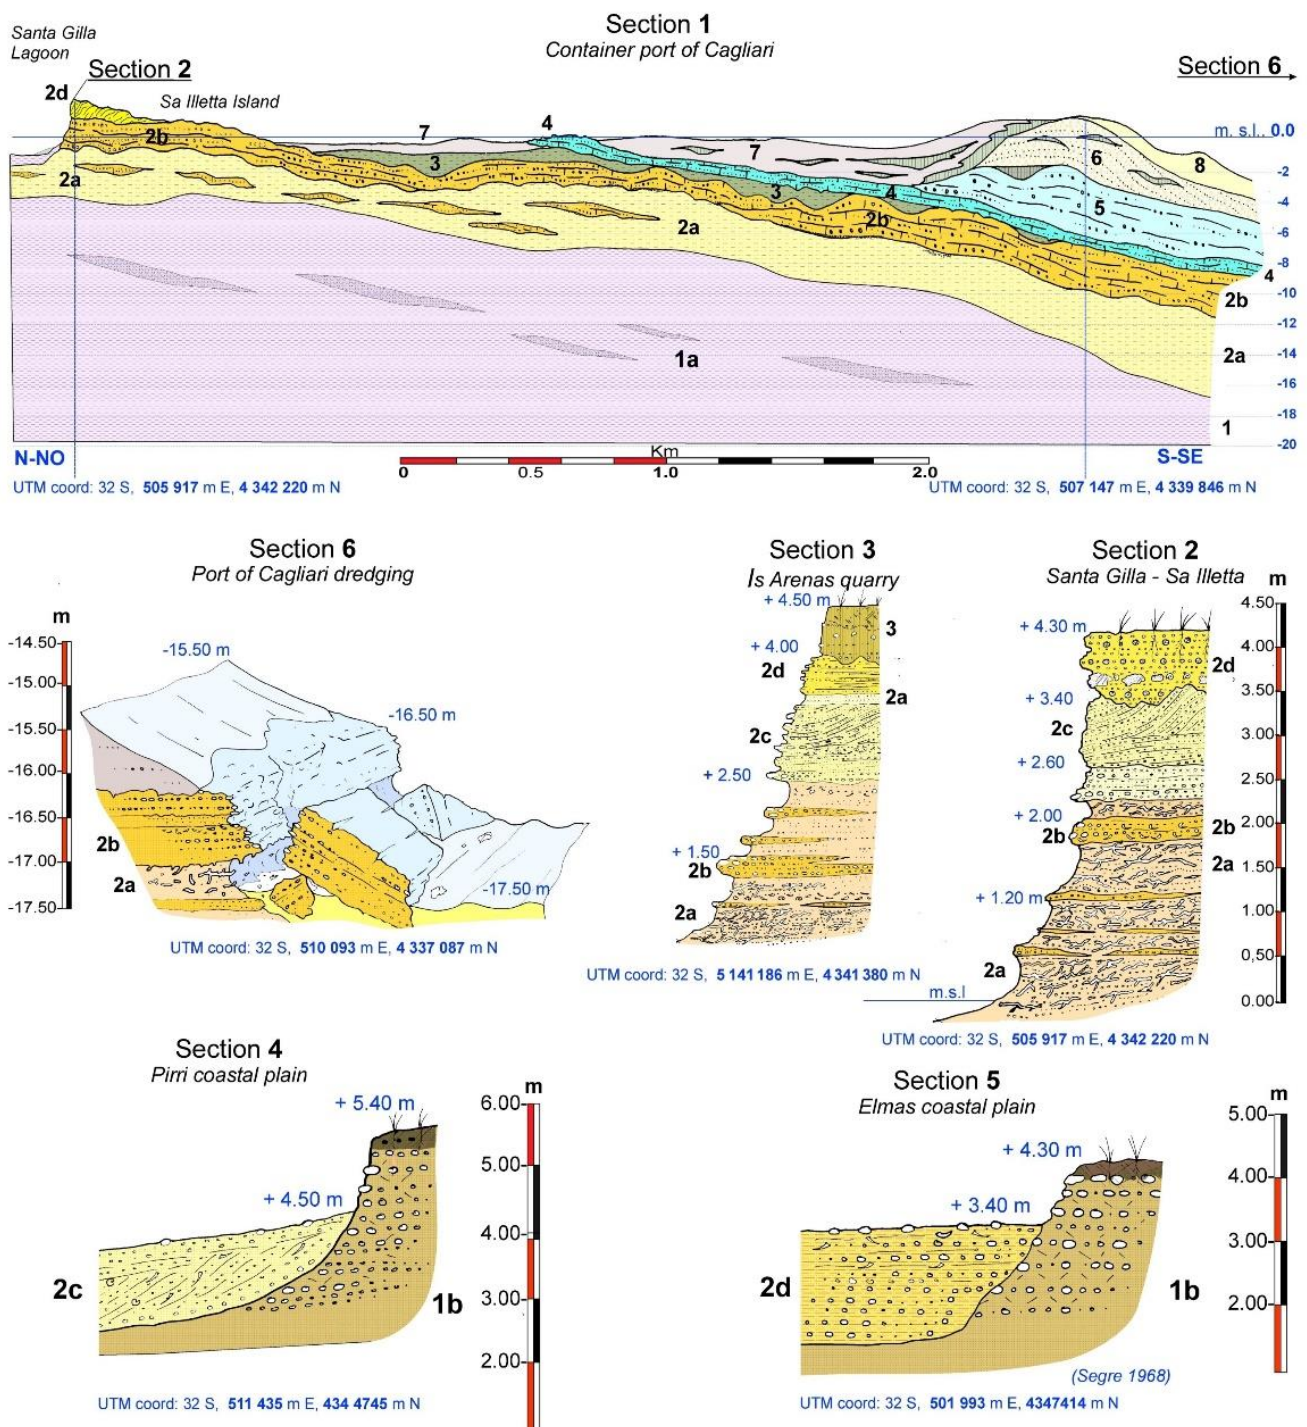 Section 1
Container port of Cagliari
Santa Gilla
Lagoon
Section 2
Section 6
2d
Sa Illetta Island
2b
7
4
m. s.l.. 0.0
3
7
6
8
-2
2a
3
4
5
-4
2a
2b
-6
-8
4
-10
2b
-12
1a
2a
-14
-16
-18
1
-20
N-NO
Km
S-SE
0
0.5
1.0
2.0
UTM coord: 32 S, 505 917 m E, 4 342 220 m N
UTM coord: 32 S, 507 147 m E, 4 339 846 m N
Section 6
Port of Cagliari dredging
m
-14.50
-15.00
-15.50
-16.00
-16.50
-17.00
-17.50
-15.50 m
-16.50 m
2b
2a
-17.50 m
UTM coord: 32 S, 510 093 m E, 4 337 087 m N
Section 3
Is Arenas quarry
+ 4.50 m
3
+ 4.00
2d
2a
2c
+ 2.50
+ 1.50
2b
2a
UTM coord: 32 S, 5 141 186 m E, 4 341 380 m N
Section 2
Santa Gilla - Sa Illetta
m
4.50
4.00
3.50
3.00
2.50
2.00
1.50
1.00
0,50
0.00
+ 4.30 m
2d
+ 3.40
2c
+ 2.60
+ 2.00
2b
2b
2a
+ 1.20 m
2a
m.s.l
UTM coord: 32 S, 505 917 m E, 4 342 220 m N
Section 4
Pirri coastal plain
+ 5.40 m
m
6.00
5.00
4.00
3.00
2.00
+ 4.50 m
2c
1b
UTM coord: 32 S, 511 435 m E, 434 4745 m N
Section 5
Elmas coastal plain
+ 4.30 m
m
5.00
4.00
3.00
2.00
+ 3.40 m
2d
1b
(Segre 1968)
UTM coord: 32 S, 501 993 m E, 4347414 m N